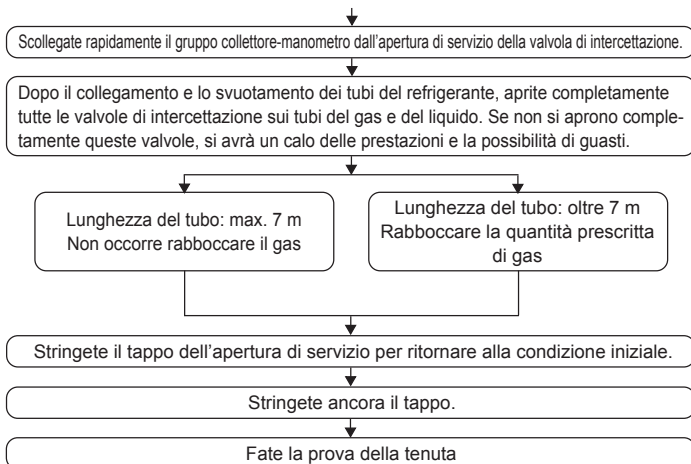 Scollegate rapidamente il gruppo collettore-manometro dall'apertura di servizio della valvola di intercettazione.
Dopo il collegamento e lo svuotamento dei tubi del refrigerante, aprite completamente
tutte le valvole di intercettazione sui tubi del gas e del liquido. Se non si aprono comple-
tamente queste valvole, si avrà un calo delle prestazioni e la possibilità di guasti.
Lunghezza del tubo: max. 7 m
Non occorre rabboccare il gas
Lunghezza del tubo: oltre 7 m
Rabboccare la quantità prescritta
di gas
Stringete il tappo dell'apertura di servizio per ritornare alla condizione iniziale.
Stringete ancora il tappo.
Fate la prova della tenuta